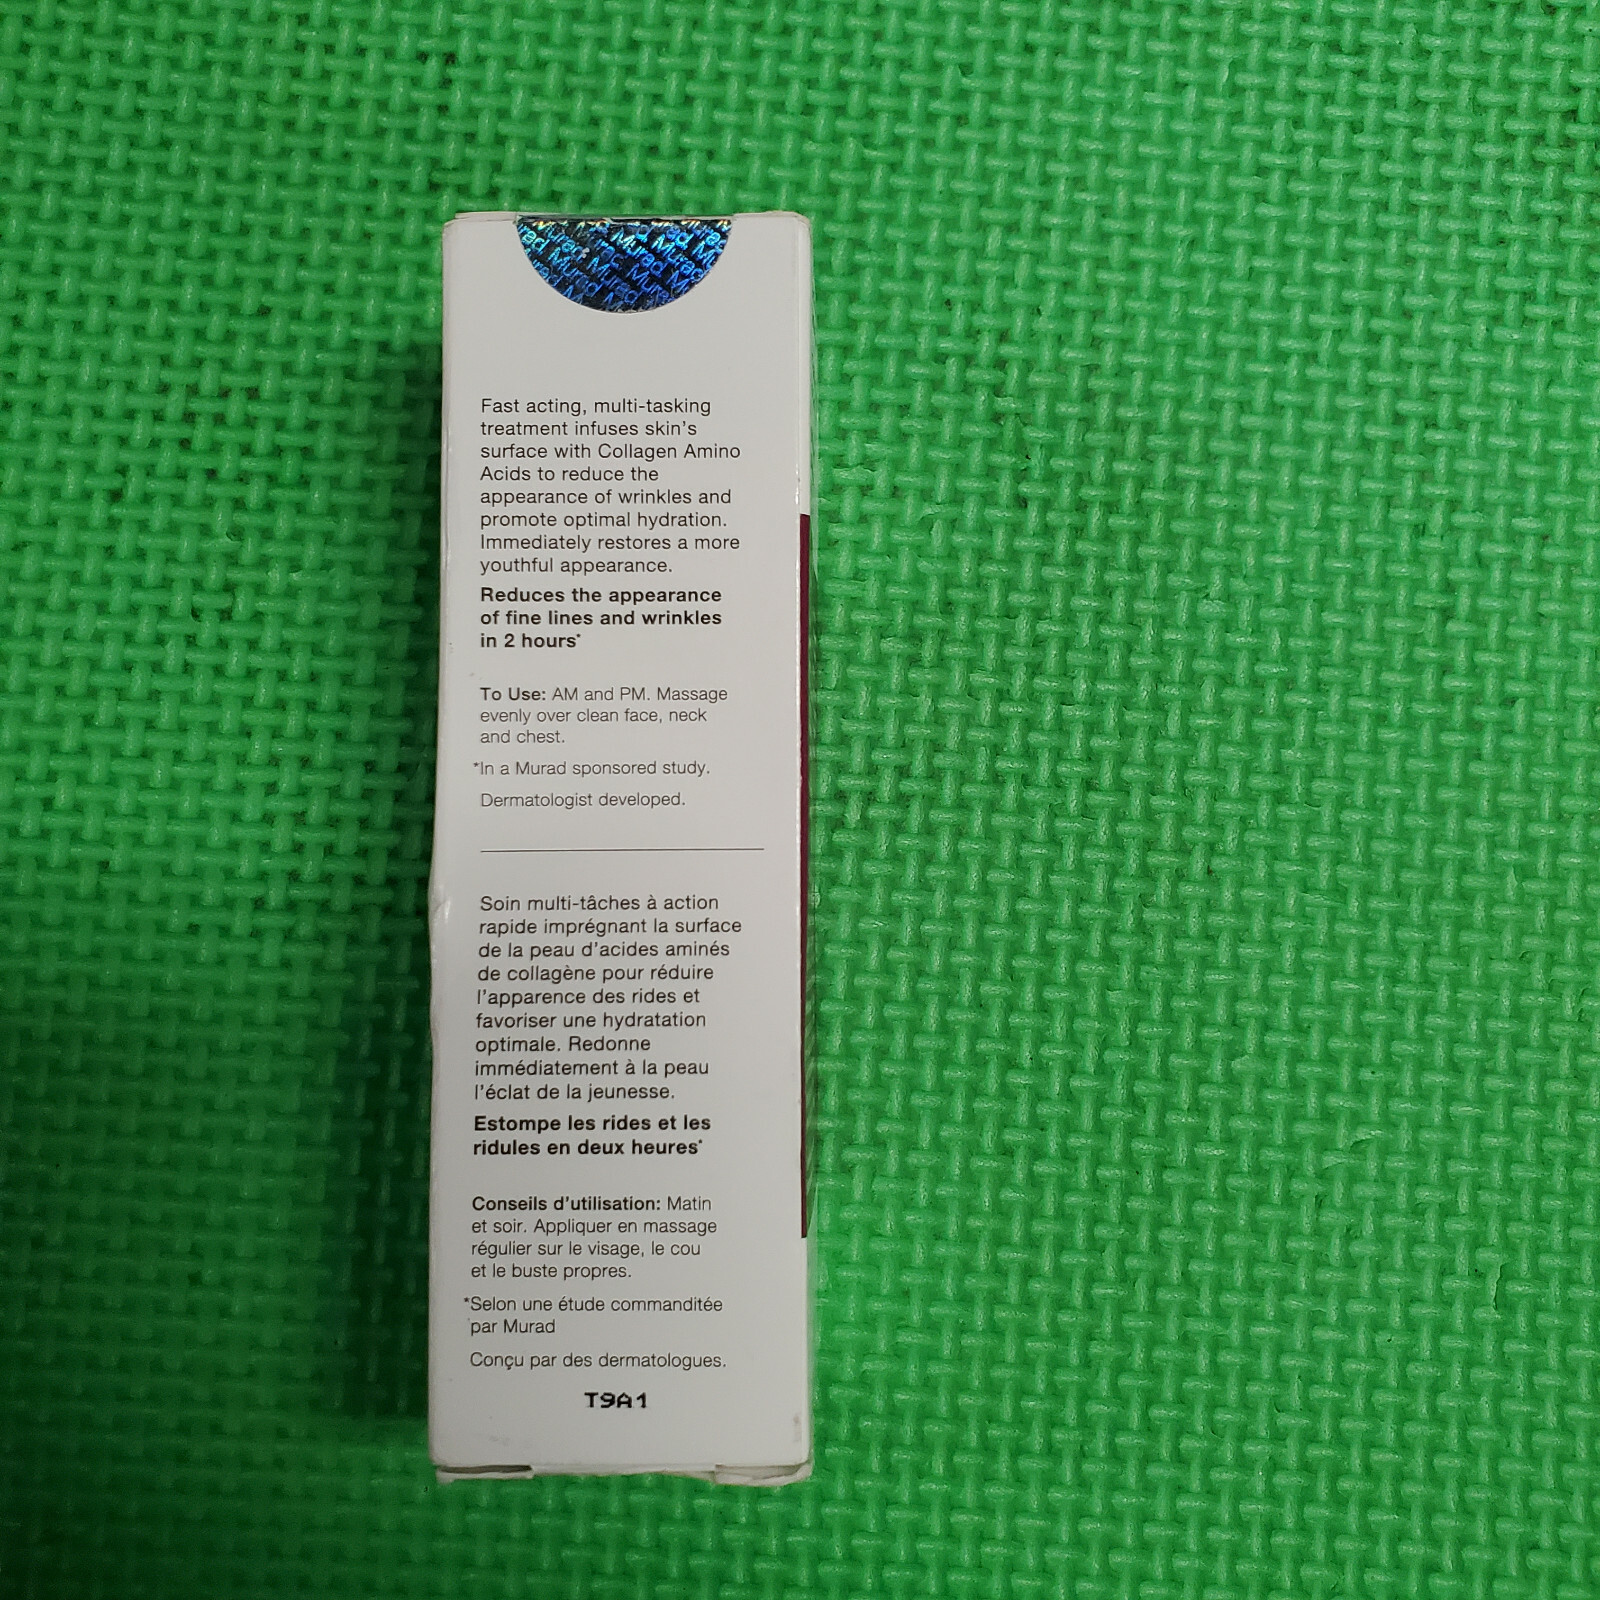 Murad Murad Murad
Fast acting, multi-tasking
treatment infuses skin's
surface with Collagen Amino
Acids to reduce the
appearance of wrinkles and
promote optimal hydration.
Immediately restores a more
youthful appearance.
Reduces the appearance
of fine lines and wrinkles
in 2 hours*
To Use: AM and PM. Massage
evenly over clean face, neck
and chest.
*In a Murad sponsored study.
Dermatologist developed.
Soin multi-tâches à action
rapide imprégnant la surface
de la peau d'acides aminés
de collagène pour réduire
l'apparence des rides et
favoriser une hydratation
optimale. Redonne
immédiatement à la peau
l'éclat de la jeunesse.
Estompe les rides et les
ridules en deux heures*
Conseils d'utilisation: Matin
et soir. Appliquer en massage
régulier sur le visage, le cou
et le buste propres.
*Selon une étude commanditée
par Murad
Conçu par des dermatologues.
T9A1